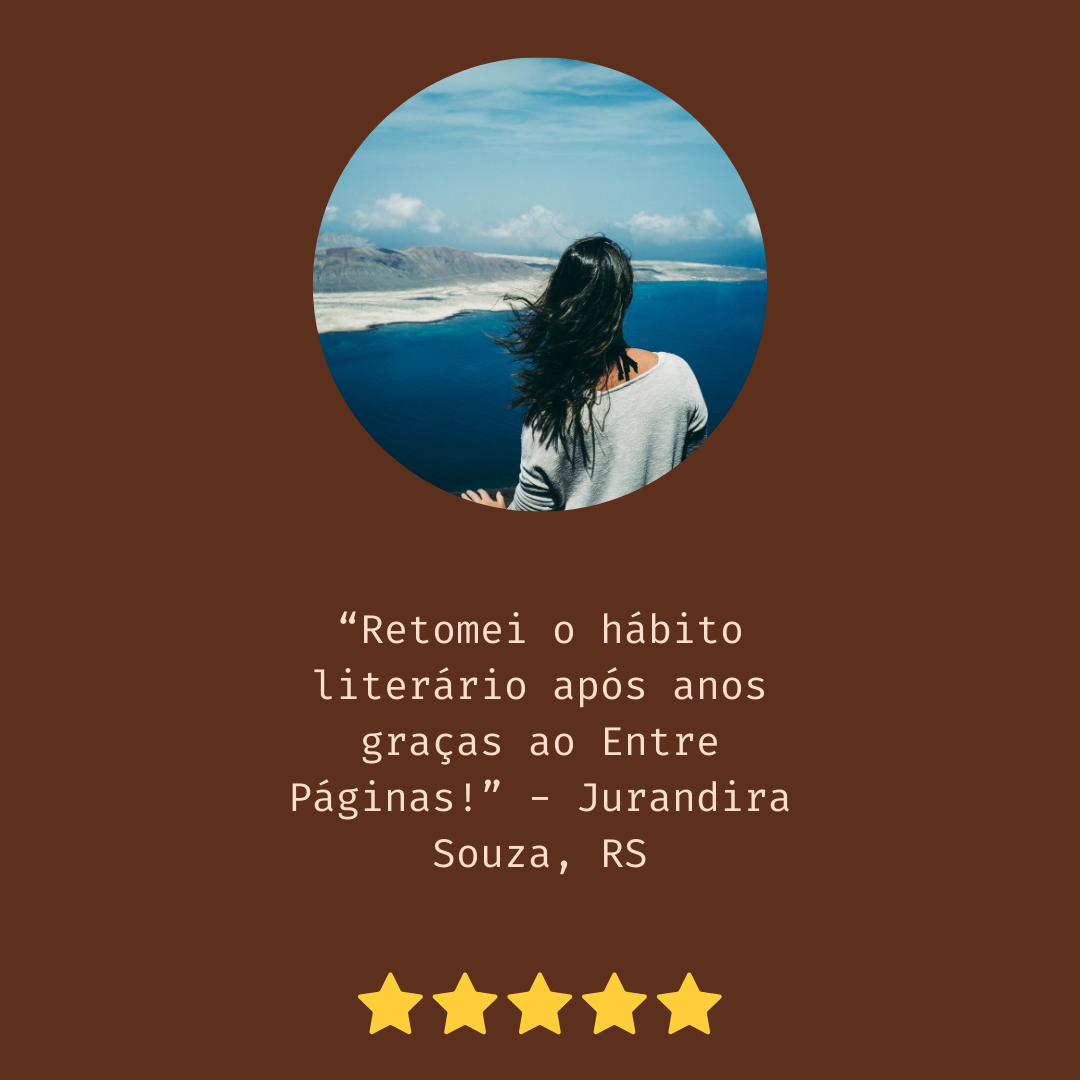 “Retomei o hábito
literário após anos
graças ao Entre
Páginas!” - Jurandira
Souza, RS